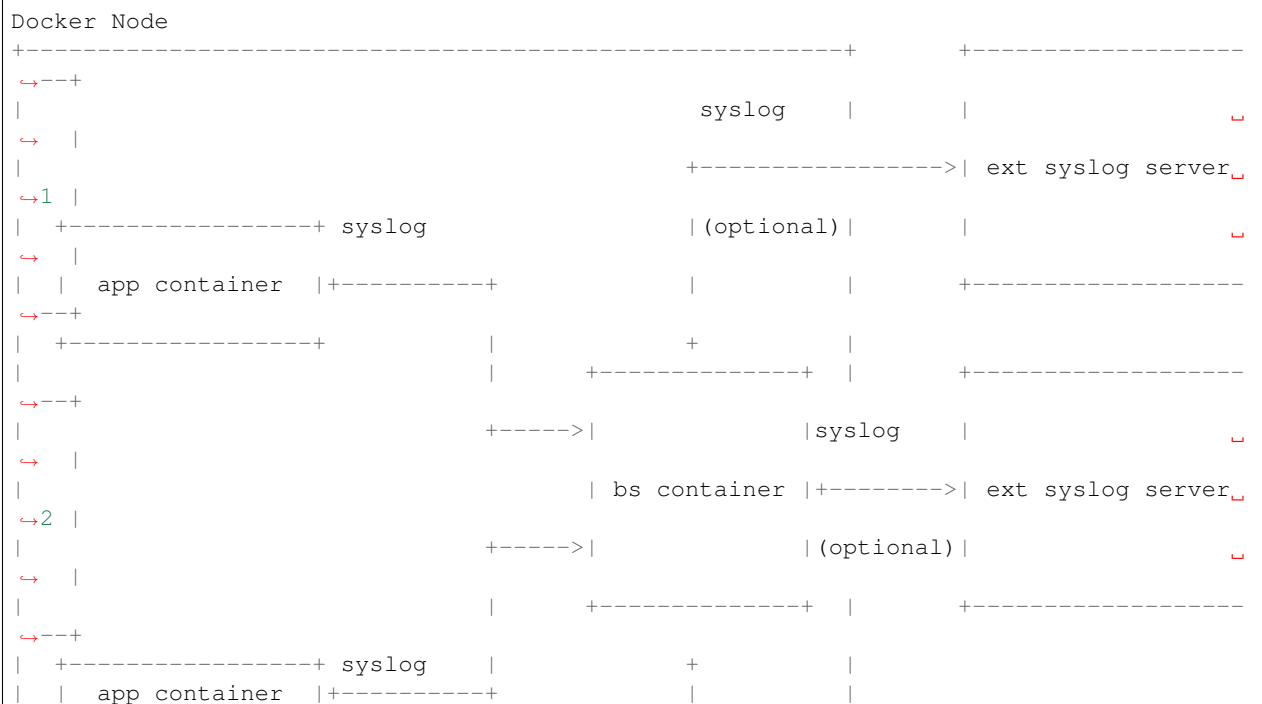 Docker Node
+---------------------------------------------------------+       +-------------------
↪--+
|                                               syslog    |       |                  ␣
↪  |
|                                              +----------------->| ext syslog server␣
↪1 |
|  +-----------------+ syslog                  |(optional)|       |                  ␣
↪  |
|  |  app container  |+----------+             |          |       +-------------------
↪--+
|  +-----------------+           |             +          |
|                                |      +--------------+  |       +-------------------
↪--+
|                                +----->|              |syslog    |                  ␣
↪  |
|                                       | bs container |+-------->| ext syslog server␣
↪2 |
|                                +----->|              |(optional)|                  ␣
↪  |
|                                |      +--------------+  |       +-------------------
↪--+
|  +-----------------+ syslog    |             +          |
|  |  app container  |+----------+             |          |